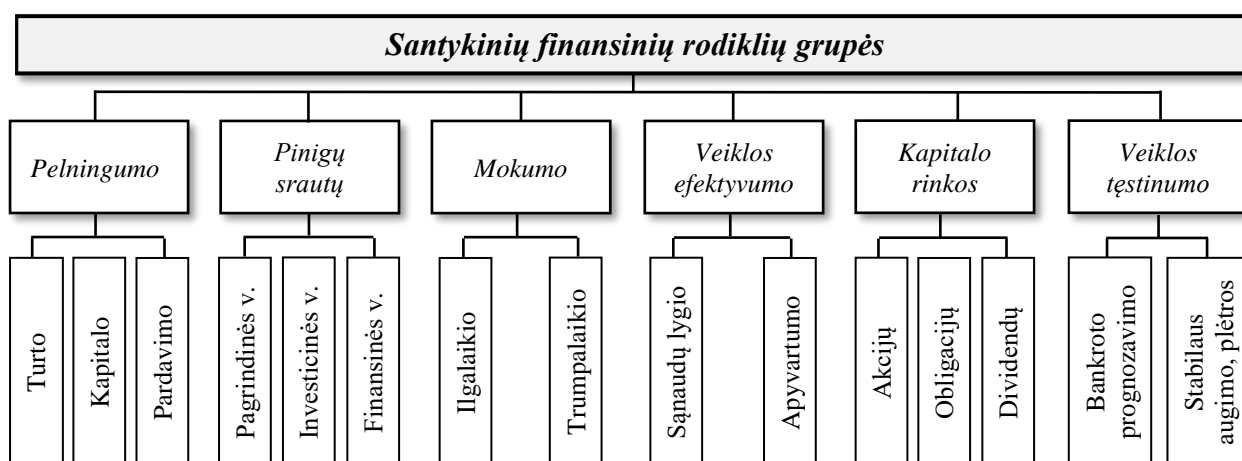 Santykinių finansinių rodiklių grupės
Pelningumo
Pinigų
srautų
Mokumo
Veiklos
efektyvumo
Kapitalo
rinkos
Veiklos
tęstinumo
Turto
Kapitalo
Pardavimo
Pagrindinės v.
Investicinės v.
Finansinės v.
Ilgalaikio
Trumpalaikio
Sąnaudų lygio
Apyvartumo
Akcijų
Obligacijų
Dividendų
Bankroto
prognozavimo
Stabilaus
augimo, plėtros